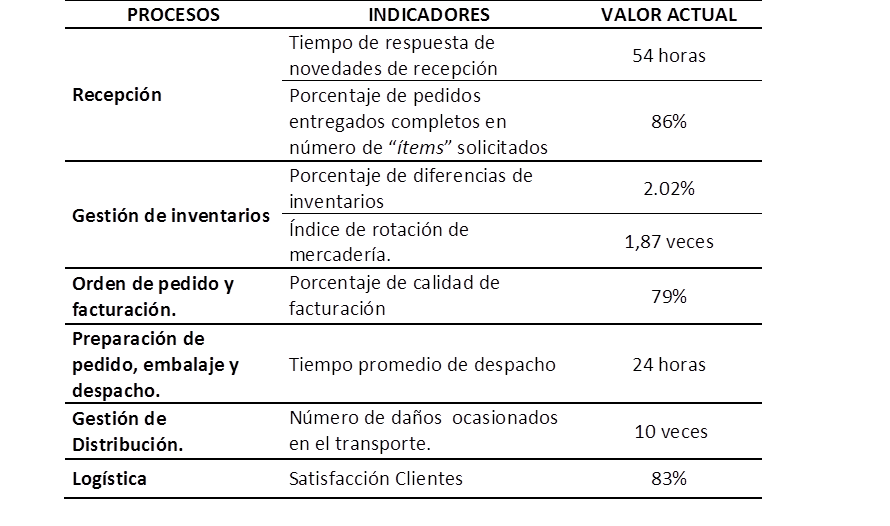 PROCESOS INDICADORES VALOR ACTUAL
Recepción
Tiempo de respuesta de
novedades de recepción
54 horas
Porcentaje de pedidos
entregados completos en
número de “ítems” solicitados
86%
Gestión de inventarios
Porcentaje de diferencias de
inventarios
2.02%
Índice de rotación de
mercadería.
1,87 veces
Orden de pedido y
facturación.
Porcentaje de calidad de
facturación
79%
Preparación de
pedido, embalaje y
despacho.
Tiempo promedio de despacho
24 horas
Gestión de
Distribución.
Número de daños ocasionados
en el transporte.
10 veces
Logística
Satisfacción Clientes
83%